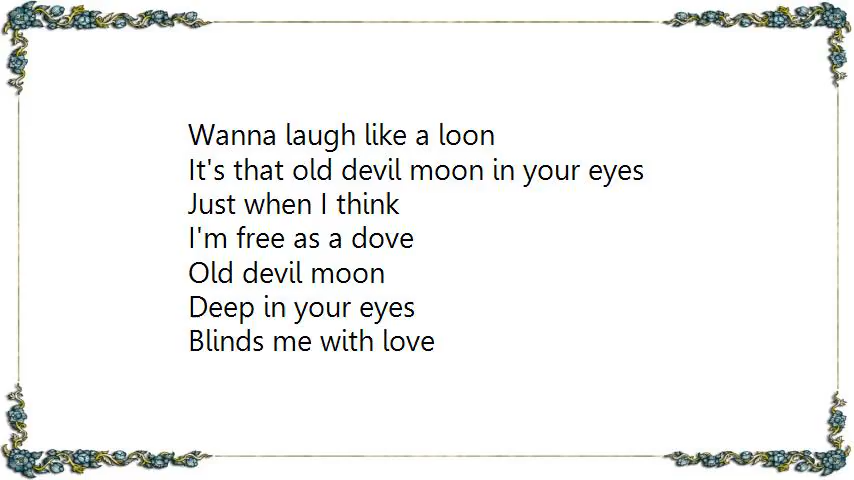 Wanna laugh like a loon
It's that old devil moon in your eyes
Just when I think
I'm free as a dove
Old devil moon
Deep in your eyes
Blinds me with love